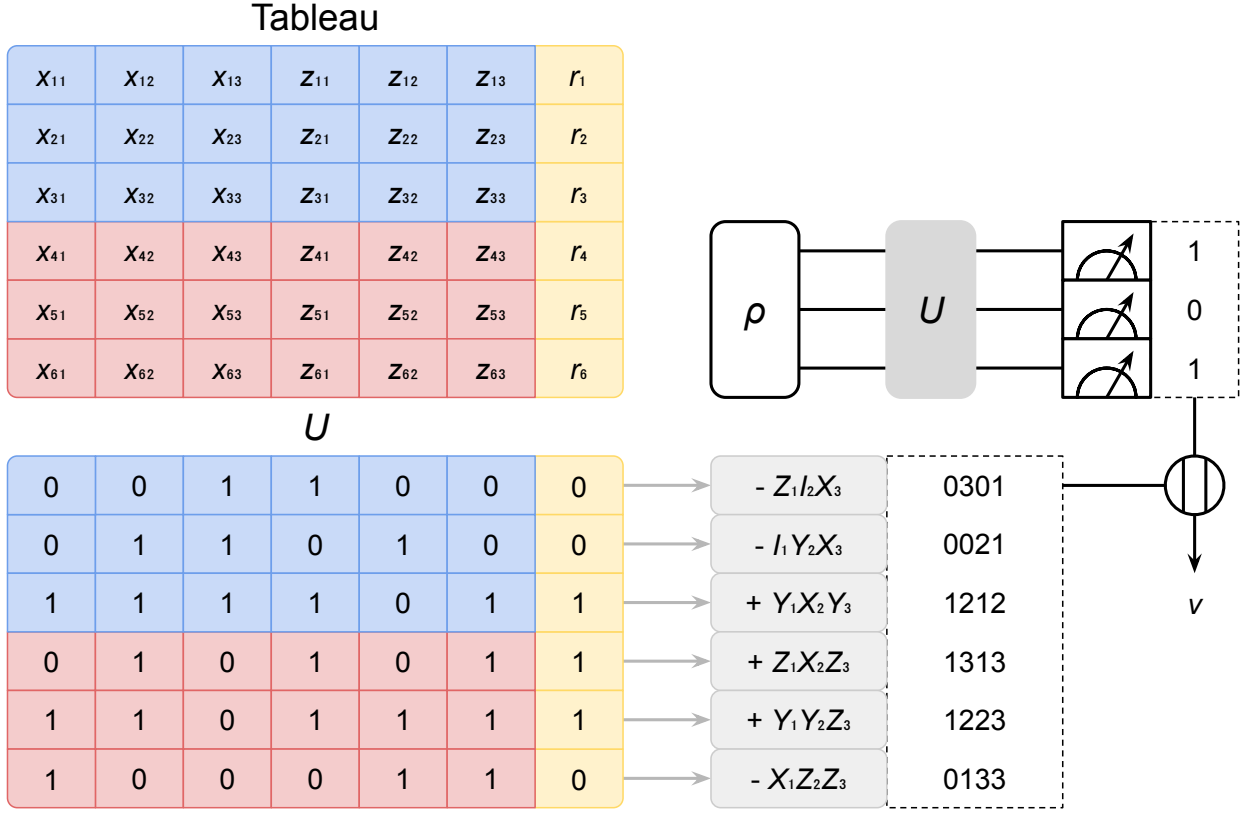 Tableau
x₁₁ x₁₂ x₁₃ z₁₁ z₁₂ z₁₃ r₁
x₂₁ x₂₂ x₂₃ z₂₁ z₂₂ z₂₃ r₂
x₃₁ x₃₂ x₃₃ z₃₁ z₃₂ z₃₃ r₃
x₄₁ x₄₂ x₄₃ z₄₁ z₄₂ z₄₃ r₄
x₅₁ x₅₂ x₅₃ z₅₁ z₅₂ z₅₃ r₅
x₆₁ x₆₂ x₆₃ z₆₁ z₆₂ z₆₃ r₆
ρ
U
1
0
1
U
0 0 1 1 0 0 0 - Z₁I₂X₃ 0301
0 1 1 0 1 0 0 - I₁Y₂X₃ 0021
1 1 1 1 0 1 1 + Y₁X₂Y₃ 1212
0 1 0 1 0 1 1 + Z₁X₂Z₃ 1313
1 1 0 1 1 1 1 + Y₁Y₂Z₃ 1223
1 0 0 0 1 1 0 - X₁Z₂Z₃ 0133
v